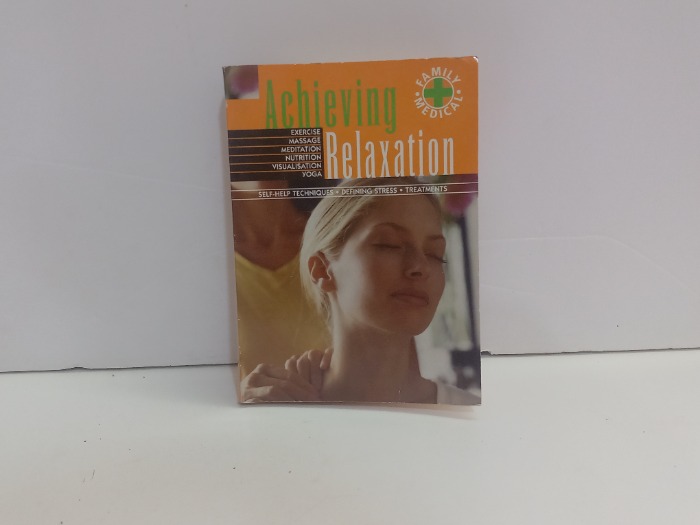 Achieving
Relaxation
EXERCISE
MASSAGE
MEDITATION
NUTRITION
VISUALISATION
YOGA
SELF-HELP TECHNIQUES • DEFINING STRESS • TREATMENTS
• FAMILY •
MEDICAL